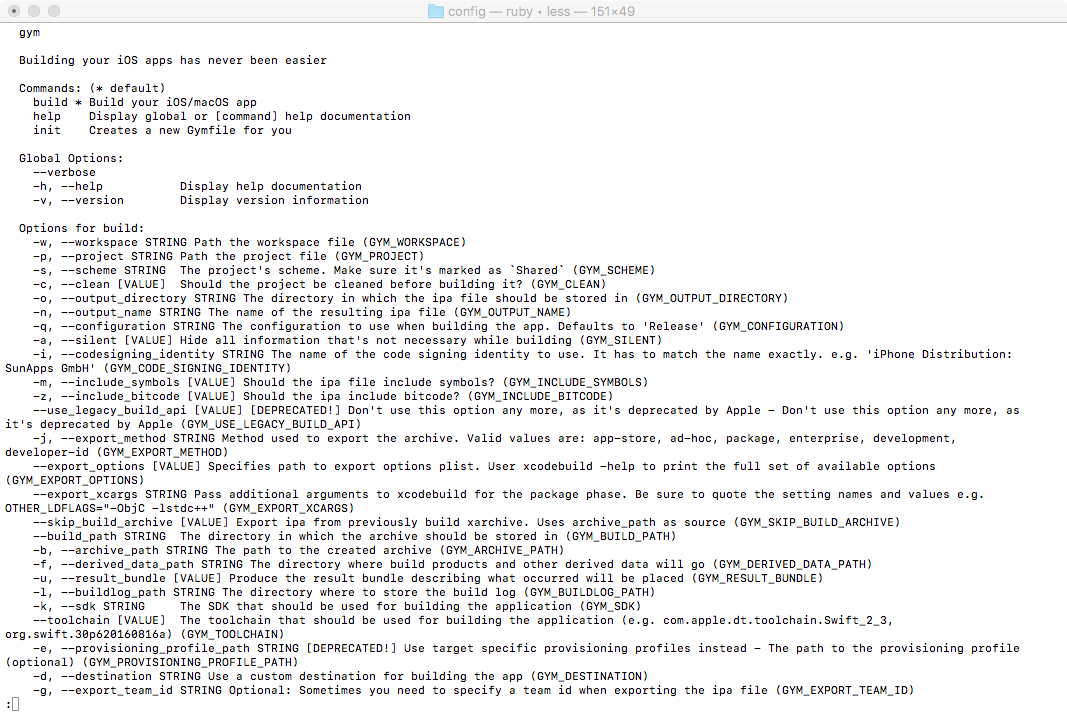 config — ruby ◂ less — 151×49
gym
Building your iOS apps has never been easier
Commands: (* default)
build * Build your iOS/macOS app
help    Display global or [command] help documentation
init    Creates a new Gymfile for you
Global Options:
--verbose
-h, --help           Display help documentation
-v, --version        Display version information
Options for build:
-w, --workspace STRING Path the workspace file (GYM_WORKSPACE)
-p, --project STRING Path the project file (GYM_PROJECT)
-s, --scheme STRING  The project's scheme. Make sure it's marked as `Shared` (GYM_SCHEME)
-c, --clean [VALUE]  Should the project be cleaned before building it? (GYM_CLEAN)
-o, --output_directory STRING The directory in which the ipa file should be stored in (GYM_OUTPUT_DIRECTORY)
-n, --output_name STRING The name of the resulting ipa file (GYM_OUTPUT_NAME)
-q, --configuration STRING The configuration to use when building the app. Defaults to 'Release' (GYM_CONFIGURATION)
-a, --silent [VALUE] Hide all information that's not necessary while building (GYM_SILENT)
-i, --codesigning_identity STRING The name of the code signing identity to use. It has to match the name exactly. e.g. 'iPhone Distribution:
SunApps GmbH' (GYM_CODE_SIGNING_IDENTITY)
-m, --include_symbols [VALUE] Should the ipa file include symbols? (GYM_INCLUDE_SYMBOLS)
-z, --include_bitcode [VALUE] Should the ipa include bitcode? (GYM_INCLUDE_BITCODE)
--use_legacy_build_api [VALUE] [DEPRECATED!] Don't use this option any more, as it's deprecated by Apple - Don't use this option any more, as
it's deprecated by Apple (GYM_USE_LEGACY_BUILD_API)
-j, --export_method STRING Method used to export the archive. Valid values are: app-store, ad-hoc, package, enterprise, development,
developer-id (GYM_EXPORT_METHOD)
--export_options [VALUE] Specifies path to export options plist. User xcodebuild -help to print the full set of available options
(GYM_EXPORT_OPTIONS)
--export_xcargs STRING Pass additional arguments to xcodebuild for the package phase. Be sure to quote the setting names and values e.g.
OTHER_LDFLAGS="-ObjC -lstdc++" (GYM_EXPORT_XCARGS)
--skip_build_archive [VALUE] Export ipa from previously build xarchive. Uses archive_path as source (GYM_SKIP_BUILD_ARCHIVE)
--build_path STRING  The directory in which the archive should be stored in (GYM_BUILD_PATH)
-b, --archive_path STRING The path to the created archive (GYM_ARCHIVE_PATH)
-f, --derived_data_path STRING The directory where build products and other derived data will go (GYM_DERIVED_DATA_PATH)
-u, --result_bundle [VALUE] Produce the result bundle describing what occurred will be placed (GYM_RESULT_BUNDLE)
-l, --buildlog_path STRING The directory where to store the build log (GYM_BUILDLOG_PATH)
-k, --sdk STRING     The SDK that should be used for building the application (GYM_SDK)
--toolchain [VALUE]  The toolchain that should be used for building the application (e.g. com.apple.dt.toolchain.Swift_2_3,
org.swift.30p620160816a) (GYM_TOOLCHAIN)
-e, --provisioning_profile_path STRING [DEPRECATED!] Use target specific provisioning profiles instead - The path to the provisioning profile
(optional) (GYM_PROVISIONING_PROFILE_PATH)
-d, --destination STRING Use a custom destination for building the app (GYM_DESTINATION)
-g, --export_team_id STRING Optional: Sometimes you need to specify a team id when exporting the ipa file (GYM_EXPORT_TEAM_ID)
: